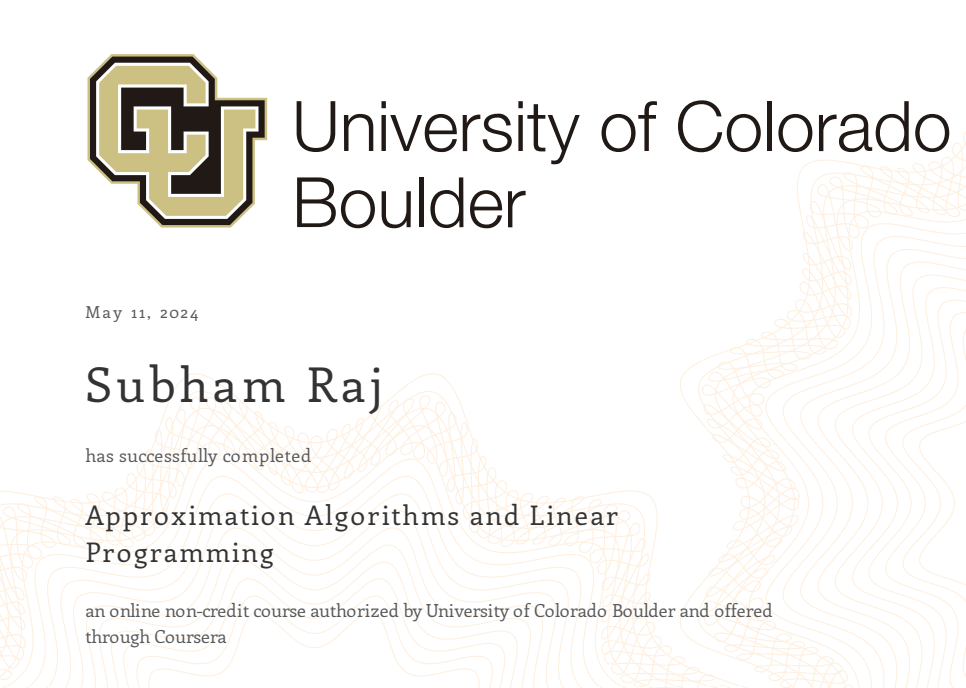 CU
University of Colorado
Boulder
May 11, 2024
Subham Raj
has successfully completed
Approximation Algorithms and Linear
Programming
an online non-credit course authorized by University of Colorado Boulder and offered
through Coursera